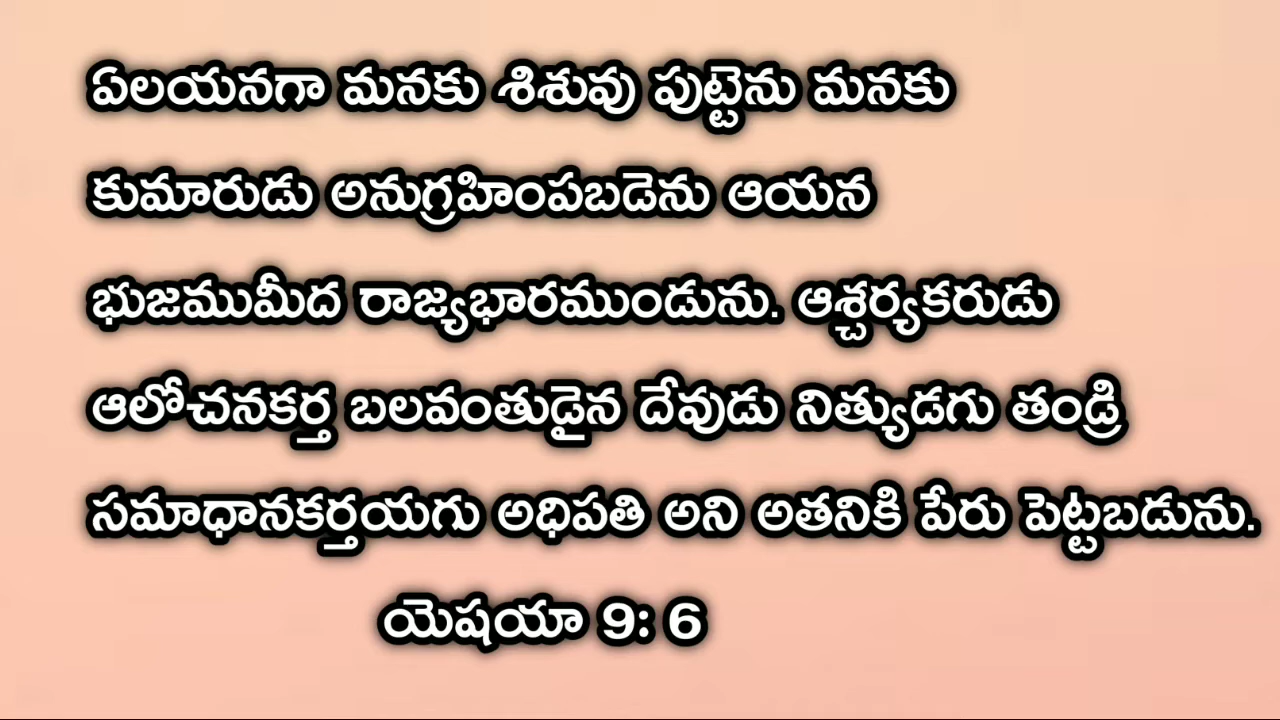 ఏలయనగా మనకు శిశువు పుట్టెను మనకు
కుమారుడు అనుగ్రహింపబడెను ఆయన
భుజముమీద రాజ్యభారముండును. ఆశ్చర్యకరుడు
ఆలోచనకర్త బలవంతుడైన దేవుడు నిత్యుడగు తండ్రి
సమాధానకర్తయగు అధిపతి అని అతనికి పేరు పెట్టబడును.
యెషయా 9: 6